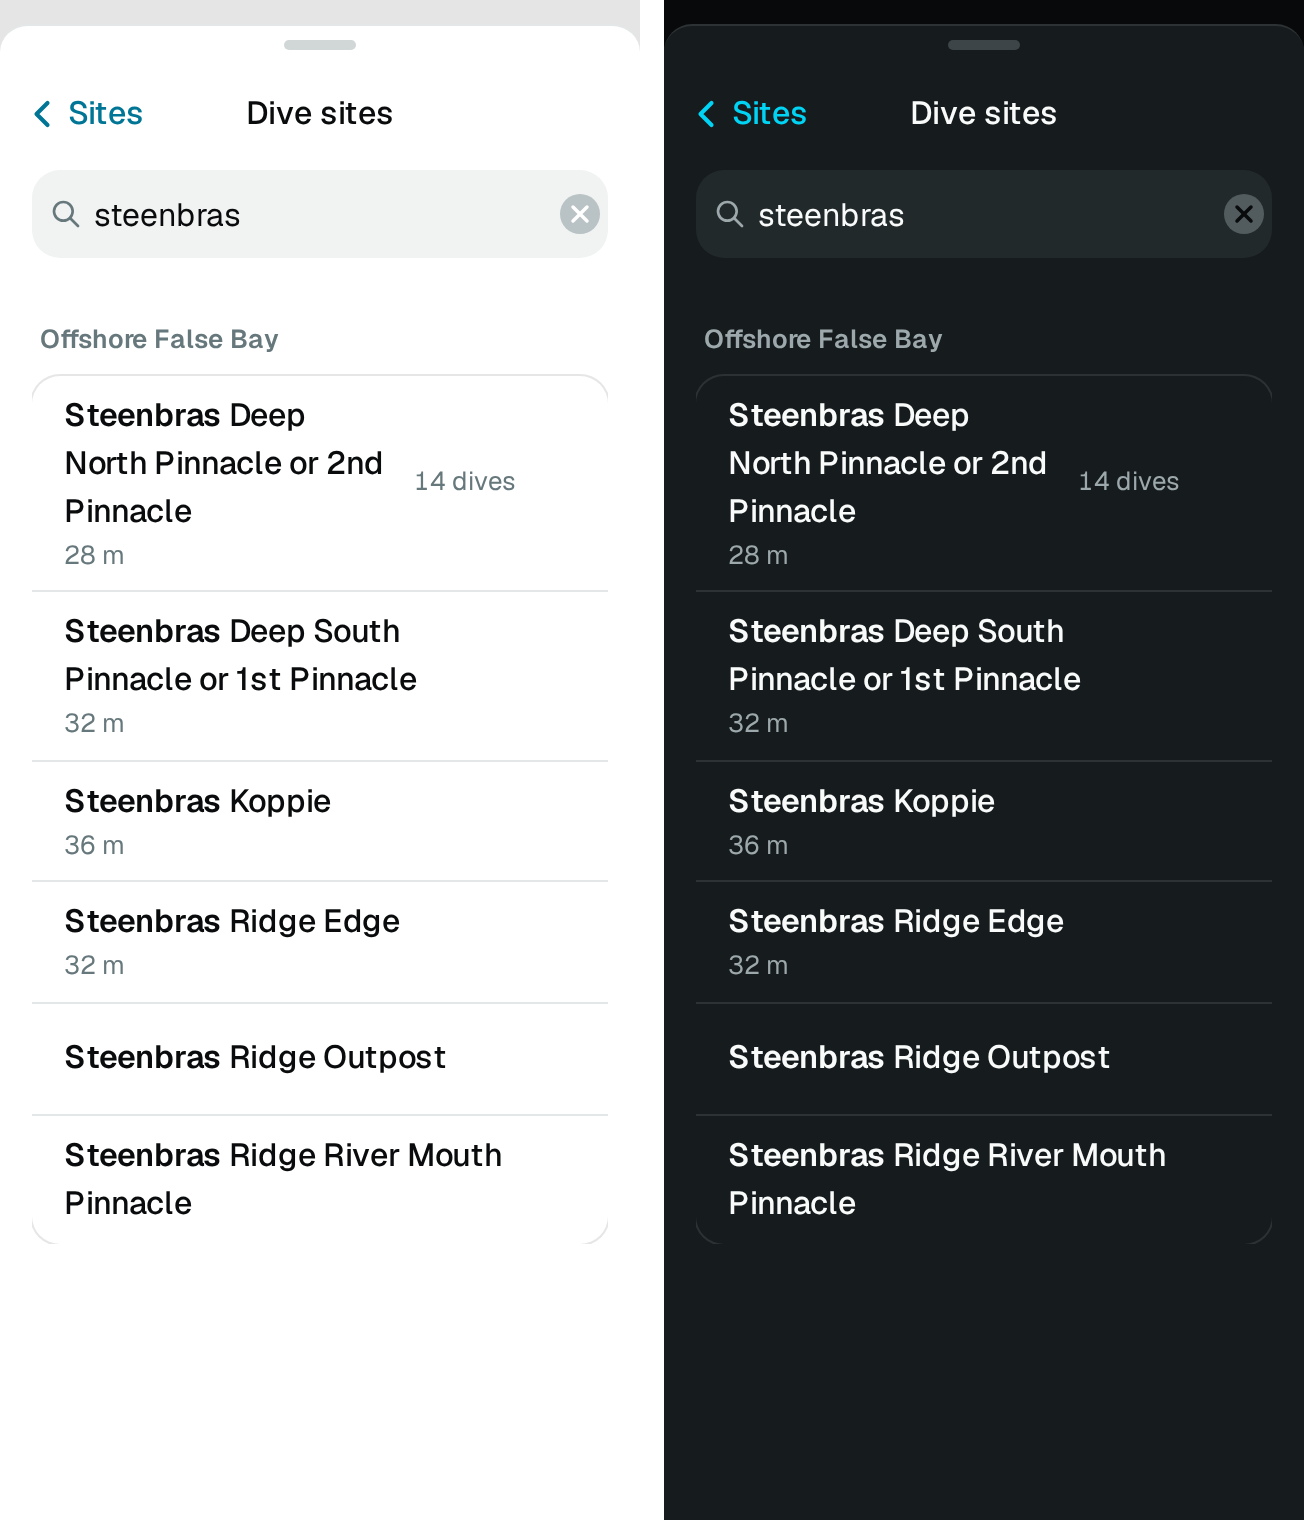 Sites
Dive sites
steenbras
Offshore False Bay
Steenbras Deep
North Pinnacle or 2nd
Pinnacle
14 dives
28 m
Steenbras Deep South
Pinnacle or 1st Pinnacle
32 m
Steenbras Koppie
36 m
Steenbras Ridge Edge
32 m
Steenbras Ridge Outpost
Steenbras Ridge River Mouth
Pinnacle
Sites
Dive sites
steenbras
Offshore False Bay
Steenbras Deep
North Pinnacle or 2nd
Pinnacle
14 dives
28 m
Steenbras Deep South
Pinnacle or 1st Pinnacle
32 m
Steenbras Koppie
36 m
Steenbras Ridge Edge
32 m
Steenbras Ridge Outpost
Steenbras Ridge River Mouth
Pinnacle